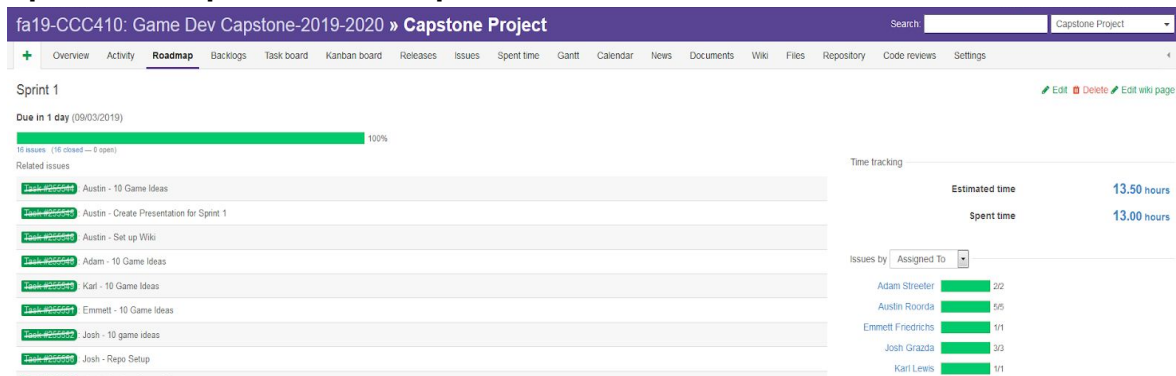 fa19-CCC410: Game Dev Capstone-2019-2020 » Capstone Project
Search:
Capstone Project
+ Overview Activity Roadmap Backlogs Task board Kanban board Releases Issues Spent time Gantt Calendar News Documents Wiki Files Repository Code reviews Settings
Sprint 1
Edit Delete Edit wiki page
Due in 1 day (09/03/2019)
100%
16 issues (16 closed — 0 open)
Related issues
Task #255544: Austin - 10 Game Ideas
: Austin - Create Presentation for Sprint 1
: Austin - Set up Wiki
: Adam - 10 Game Ideas
: Karl - 10 Game Ideas
Task #255551: Emmett - 10 Game Ideas
Task #255552: Josh - 10 game ideas
: Josh - Repo Setup
Time tracking
Estimated time 13.50 hours
Spent time 13.00 hours
Issues by Assigned To
Adam Streeter 2/2
Austin Roorda 5/5
Emmett Friedrichs 1/1
Josh Grazda 3/3
Karl Lewis 1/1